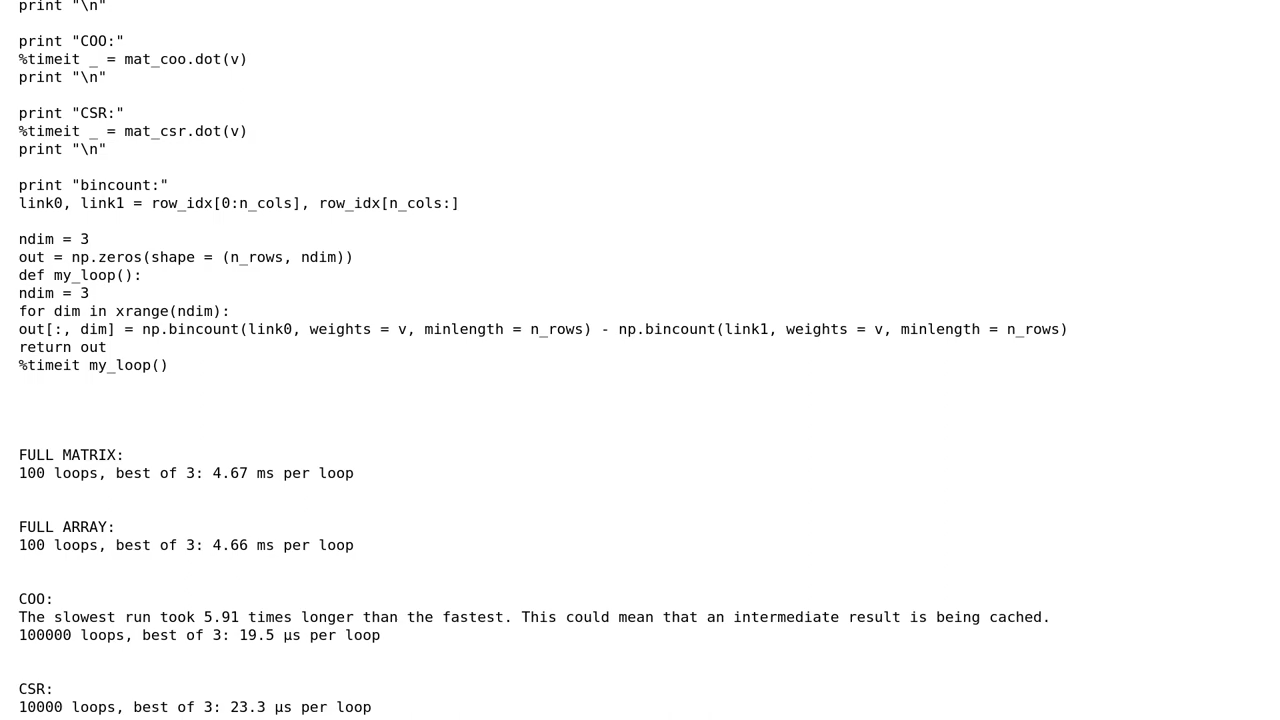 print "\n"
print "COO:"
%timeit _ = mat_coo.dot(v)
print "\n"
print "CSR:"
%timeit _ = mat_csr.dot(v)
print "\n"
print "bincount:"
link0, link1 = row_idx[0:n_cols], row_idx[n_cols:]
ndim = 3
out = np.zeros(shape = (n_rows, ndim))
def my_loop():
ndim = 3
for dim in xrange(ndim):
out[:, dim] = np.bincount(link0, weights = v, minlength = n_rows) - np.bincount(link1, weights = v, minlength = n_rows)
return out
%timeit my_loop()
FULL MATRIX:
100 loops, best of 3: 4.67 ms per loop
FULL ARRAY:
100 loops, best of 3: 4.66 ms per loop
COO:
The slowest run took 5.91 times longer than the fastest. This could mean that an intermediate result is being cached.
100000 loops, best of 3: 19.5 µs per loop
CSR:
10000 loops, best of 3: 23.3 µs per loop